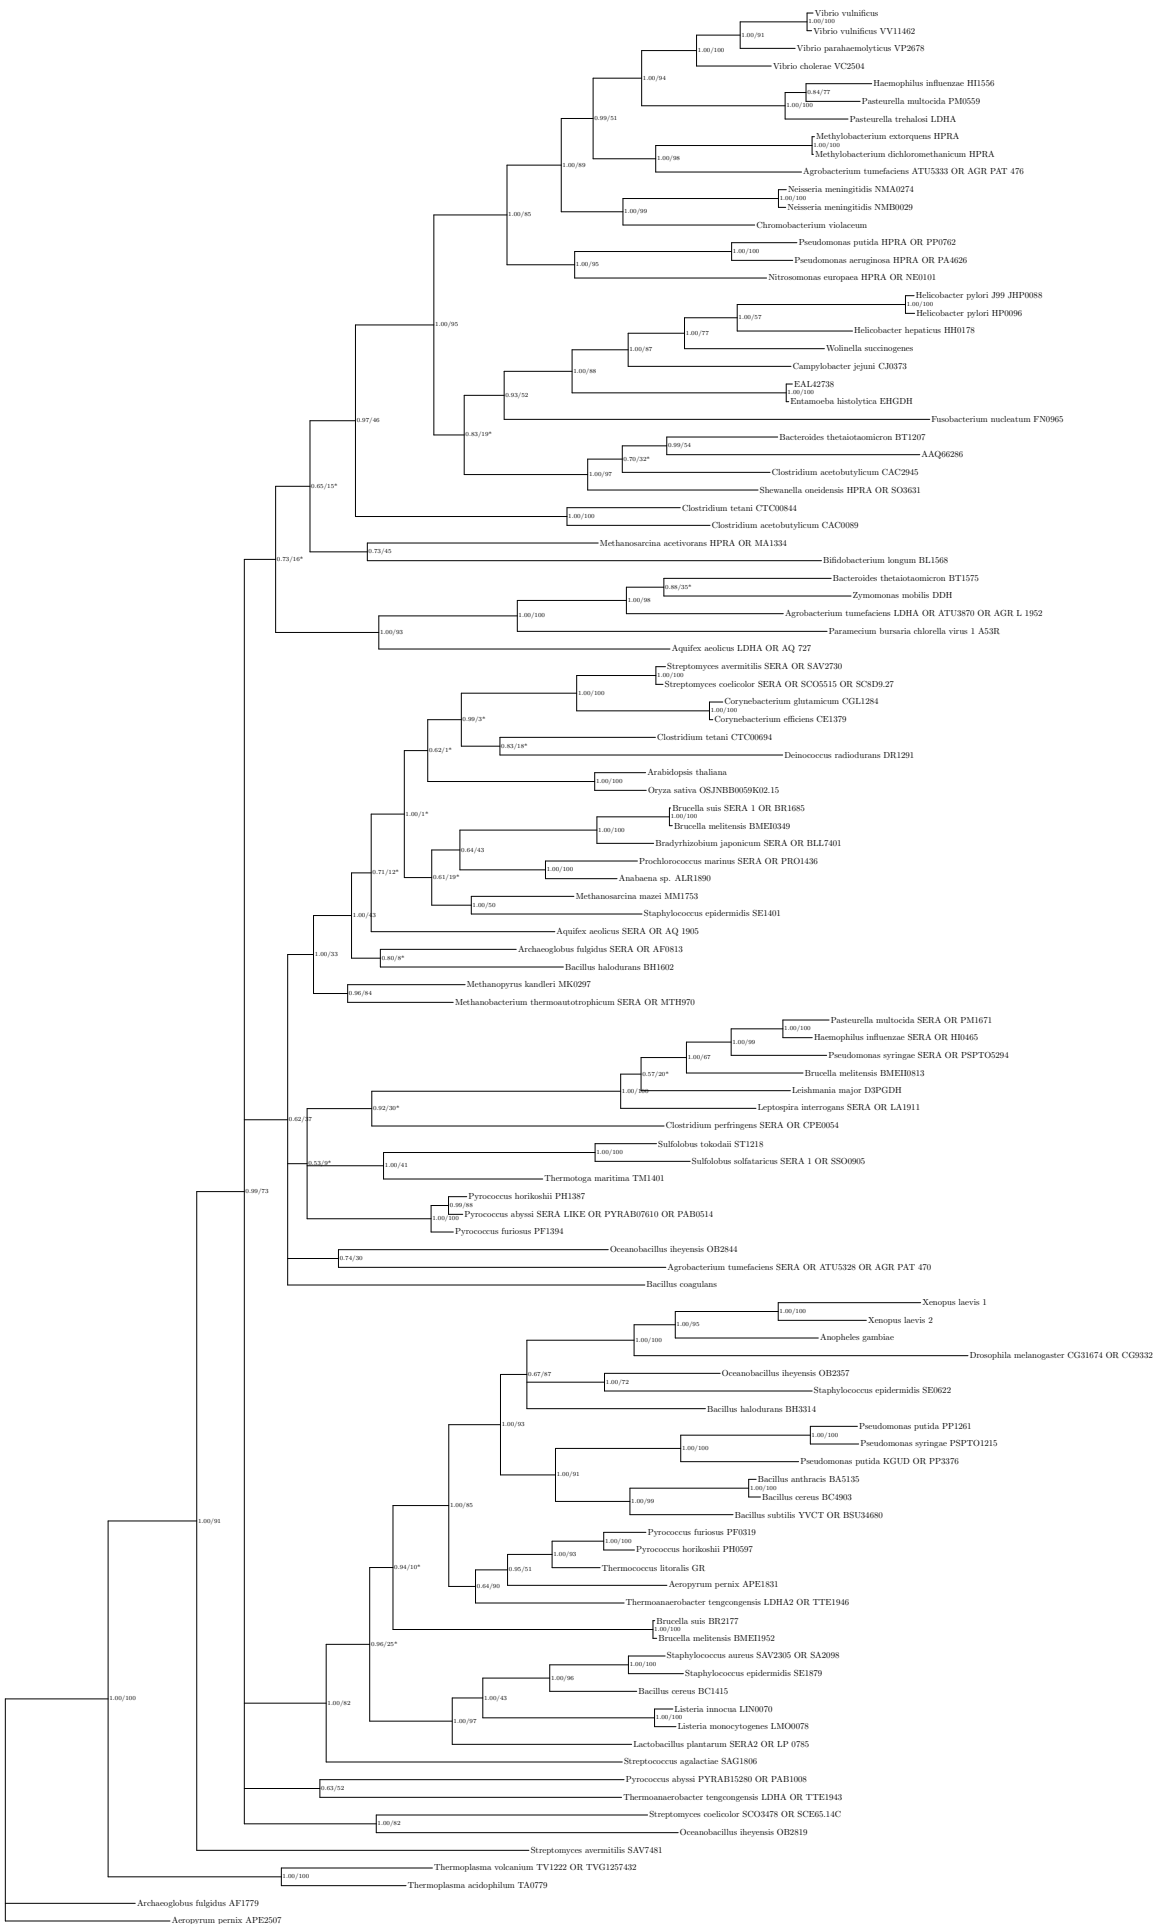 Vibrio vulnificus
1.00/100
Vibrio vulnificus VV11462
1.00/91
Vibrio parahaemolyticus VP2678
1.00/100
Vibrio cholerae VC2504
1.00/94
Haemophilus influenzae HI1556
0.84/77
Pasteurella multocida PM0559
1.00/100
Pasteurella trehalosi LDHA
0.99/51
Methylobacterium extorquens HPRA
1.00/100
Methylobacterium dichloromethanicum HPRA
1.00/98
Agrobacterium tumefaciens ATU5333 OR AGR PAT 476
1.00/89
Neisseria meningitidis NMA0274
1.00/100
Neisseria meningitidis NMB0029
1.00/99
Chromobacterium violaceum
1.00/85
Pseudomonas putida HPRA OR PP0762
1.00/100
Pseudomonas aeruginosa HPRA OR PA4626
1.00/95
Nitrosomonas europaea HPRA OR NE0101
Helicobacter pylori J99 JHP0088
1.00/100
Helicobacter pylori HP0096
1.00/57
1.00/95
Helicobacter hepaticus HH0178
1.00/77
Wolinella succinogenes
1.00/87
Campylobacter jejuni CJ0373
1.00/88
EAL42738
1.00/100
Entamoeba histolytica EHGDH
0.93/52
Fusobacterium nucleatum FN0965
0.97/46
0.83/19*
Bacteroides thetaiotaomicron BT1207
0.99/54
AAQ66286
0.70/32*
Clostridium acetobutylicum CAC2945
1.00/97
Shewanella oneidensis HPRA OR SO3631
0.65/15*
Clostridium tetani CTC00844
1.00/100
Clostridium acetobutylicum CAC0089
Methanosarcina acetivorans HPRA OR MA1334
0.73/45
Bifidobacterium longum BL1568
0.73/16*
Bacteroides thetaiotaomicron BT1575
0.88/35*
Zymomonas mobilis DDH
1.00/98
Agrobacterium tumefaciens LDHA OR ATU3870 OR AGR L 1952
1.00/100
Paramecium bursaria chlorella virus 1 A53R
1.00/93
Aquifex aeolicus LDHA OR AQ 727
Streptomyces avermitilis SERA OR SAV2730
1.00/100
Streptomyces coelicolor SERA OR SCO5515 OR SC8D9.27
1.00/100
Corynebacterium glutamicum CGL1284
1.00/100
Corynebacterium efficiens CE1379
0.99/3*
Clostridium tetani CTC00694
0.83/18*
Deinococcus radiodurans DR1291
0.62/1*
Arabidopsis thaliana
1.00/100
Oryza sativa OSJNBB0059K02.15
1.00/1*
Brucella suis SERA 1 OR BR1685
1.00/100
Brucella melitensis BMEI0349
1.00/100
Bradyrhizobium japonicum SERA OR BLL7401
0.64/43
Prochlorococcus marinus SERA OR PRO1436
1.00/100
Anabaena sp. ALR1890
0.71/12*
0.61/19*
Methanosarcina mazei MM1753
1.00/50
Staphylococcus epidermidis SE1401
1.00/43
Aquifex aeolicus SERA OR AQ 1905
Archaeoglobus fulgidus SERA OR AF0813
0.80/8*
Bacillus halodurans BH1602
1.00/33
Methanopyrus kandleri MK0297
0.96/84
Methanobacterium thermoautotrophicum SERA OR MTH970
Pasteurella multocida SERA OR PM1671
1.00/100
Haemophilus influenzae SERA OR HI0465
1.00/99
Pseudomonas syringae SERA OR PSPTO5294
1.00/67
Brucella melitensis BMEII0813
0.57/20*
Leishmania major D3PGDH
1.00/100
Leptospira interrogans SERA OR LA1911
0.92/30*
Clostridium perfringens SERA OR CPE0054
0.62/37
Sulfolobus tokodaii ST1218
1.00/100
Sulfolobus solfataricus SERA 1 OR SSO0905
0.53/9*
1.00/41
Thermotoga maritima TM1401
0.99/73
Pyrococcus horikoshii PH1387
0.99/88
Pyrococcus abyssi SERA LIKE OR PYRAB07610 OR PAB0514
1.00/100
Pyrococcus furiosus PF1394
Oceanobacillus iheyensis OB2844
0.74/30
Agrobacterium tumefaciens SERA OR ATU5328 OR AGR PAT 470
Bacillus coagulans
Xenopus laevis 1
1.00/100
Xenopus laevis 2
1.00/95
Anopheles gambiae
1.00/100
Drosophila melanogaster CG31674 OR CG9332
0.67/87
Oceanobacillus iheyensis OB2357
1.00/72
Staphylococcus epidermidis SE0622
Bacillus halodurans BH3314
1.00/93
Pseudomonas putida PP1261
1.00/100
Pseudomonas syringae PSPTO1215
1.00/100
Pseudomonas putida KGUD OR PP3376
1.00/91
Bacillus anthracis BA5135
1.00/100
Bacillus cereus BC4903
1.00/99
Bacillus subtilis YVCT OR BSU34680
1.00/85
1.00/91
Pyrococcus furiosus PF0319
1.00/100
Pyrococcus horikoshii PH0597
1.00/93
Thermococcus litoralis GR
0.94/10*
0.95/51
Aeropyrum pernix APE1831
0.64/90
Thermoanaerobacter tengcongensis LDHA2 OR TTE1946
Brucella suis BR2177
1.00/100
Brucella melitensis BMEI1952
0.96/25*
Staphylococcus aureus SAV2305 OR SA2098
1.00/100
Staphylococcus epidermidis SE1879
1.00/96
Bacillus cereus BC1415
1.00/43
Listeria innocua LIN0070
1.00/100
Listeria monocytogenes LMO0078
1.00/97
Lactobacillus plantarum SERA2 OR LP 0785
1.00/82
Streptococcus agalactiae SAG1806
1.00/100
Pyrococcus abyssi PYRAB15280 OR PAB1008
0.63/52
Thermoanaerobacter tengcongensis LDHA OR TTE1943
Streptomyces coelicolor SCO3478 OR SCE65.14C
1.00/82
Oceanobacillus iheyensis OB2819
Streptomyces avermitilis SAV7481
Thermoplasma volcanium TV1222 OR TVG1257432
1.00/100
Thermoplasma acidophilum TA0779
Archaeoglobus fulgidus AF1779
Aeropyrum pernix APE2507